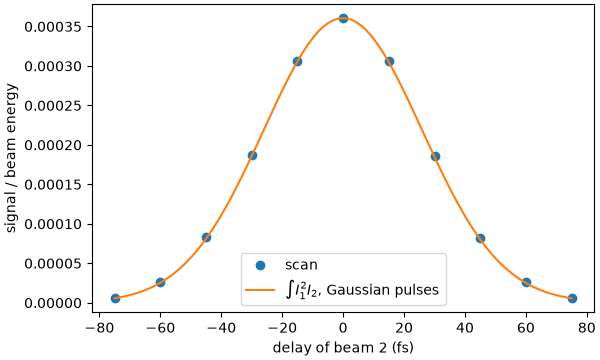 signal / beam energy
0.00035
0.00030
0.00025
0.00020
0.00015
0.00010
0.00005
0.00000
scan
∫I₁²I₂, Gaussian pulses
−80 −60 −40 −20 0 20 40 60 80
delay of beam 2 (fs)